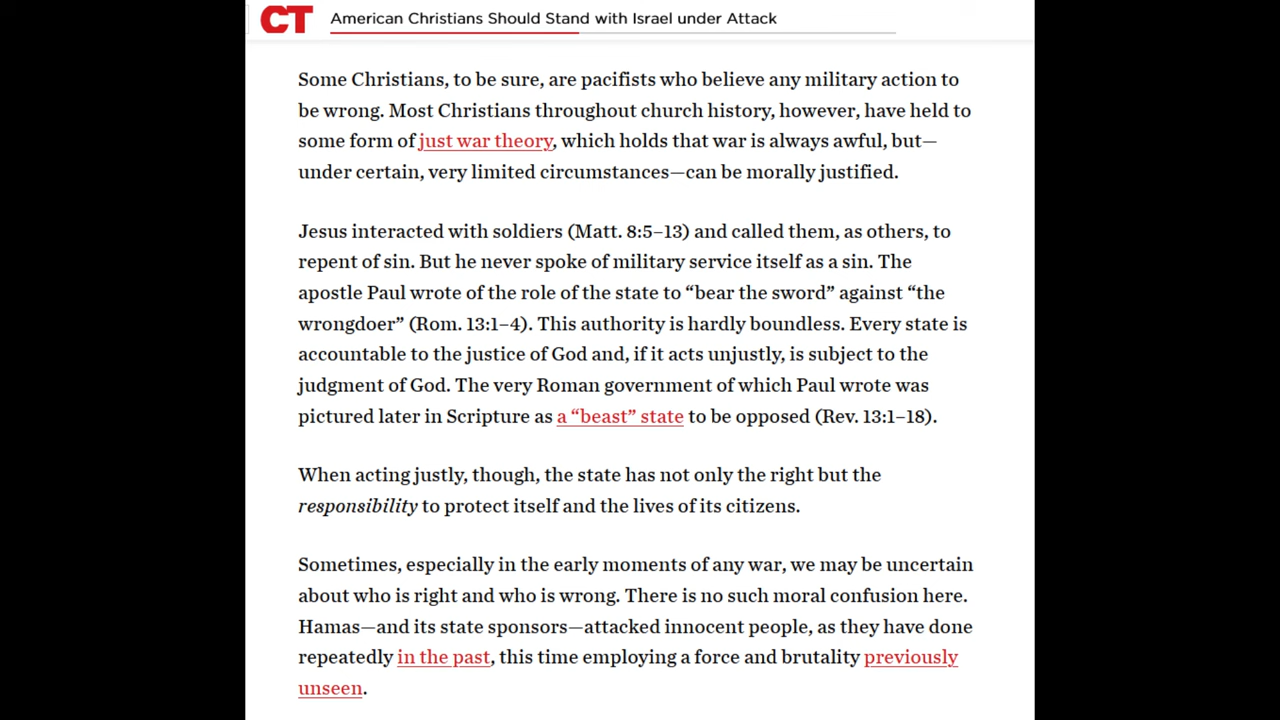 CT American Christians Should Stand with Israel under Attack
Some Christians, to be sure, are pacifists who believe any military action to
be wrong. Most Christians throughout church history, however, have held to
some form of just war theory, which holds that war is always awful, but—
under certain, very limited circumstances—can be morally justified.
Jesus interacted with soldiers (Matt. 8:5–13) and called them, as others, to
repent of sin. But he never spoke of military service itself as a sin. The
apostle Paul wrote of the role of the state to “bear the sword” against “the
wrongdoer” (Rom. 13:1–4). This authority is hardly boundless. Every state is
accountable to the justice of God and, if it acts unjustly, is subject to the
judgment of God. The very Roman government of which Paul wrote was
pictured later in Scripture as a “beast” state to be opposed (Rev. 13:1–18).
When acting justly, though, the state has not only the right but the
responsibility to protect itself and the lives of its citizens.
Sometimes, especially in the early moments of any war, we may be uncertain
about who is right and who is wrong. There is no such moral confusion here.
Hamas—and its state sponsors—attacked innocent people, as they have done
repeatedly in the past, this time employing a force and brutality previously
unseen.